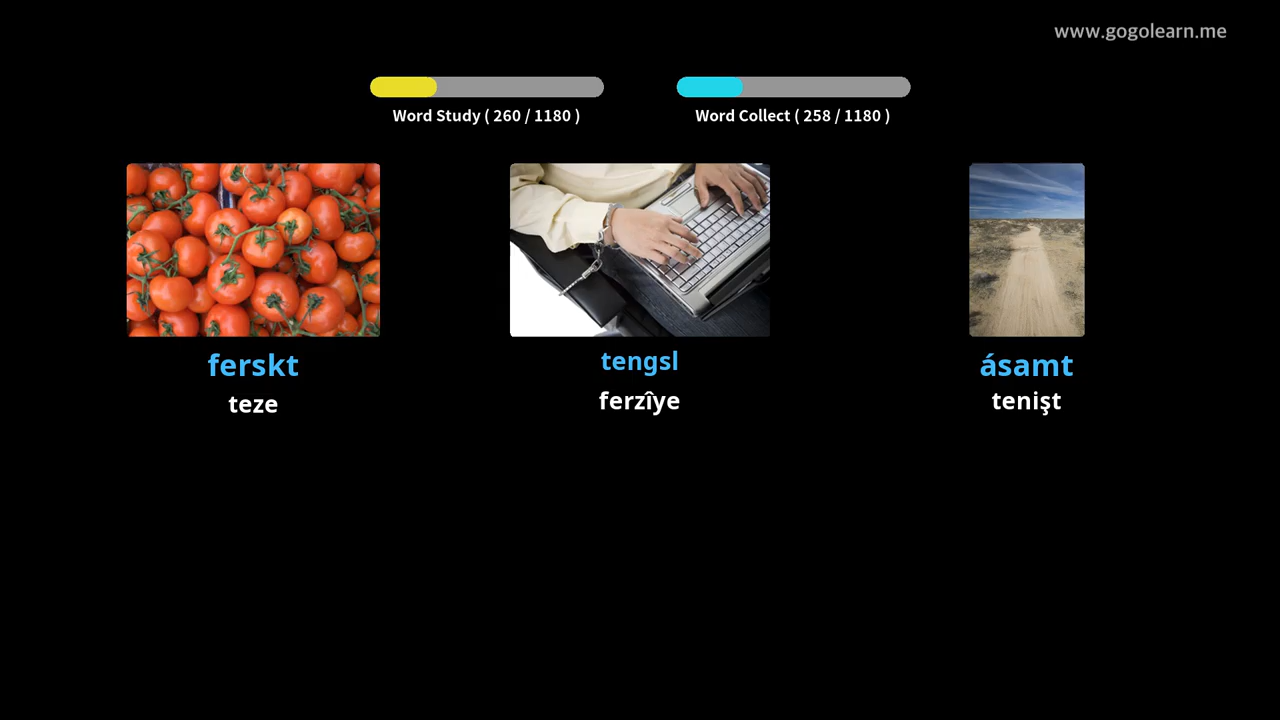 www.gogolearn.me
Word Study ( 260 / 1180 )
Word Collect ( 258 / 1180 )
ferskt
teze
tengsl
ferzîye
ásamt
tenişt